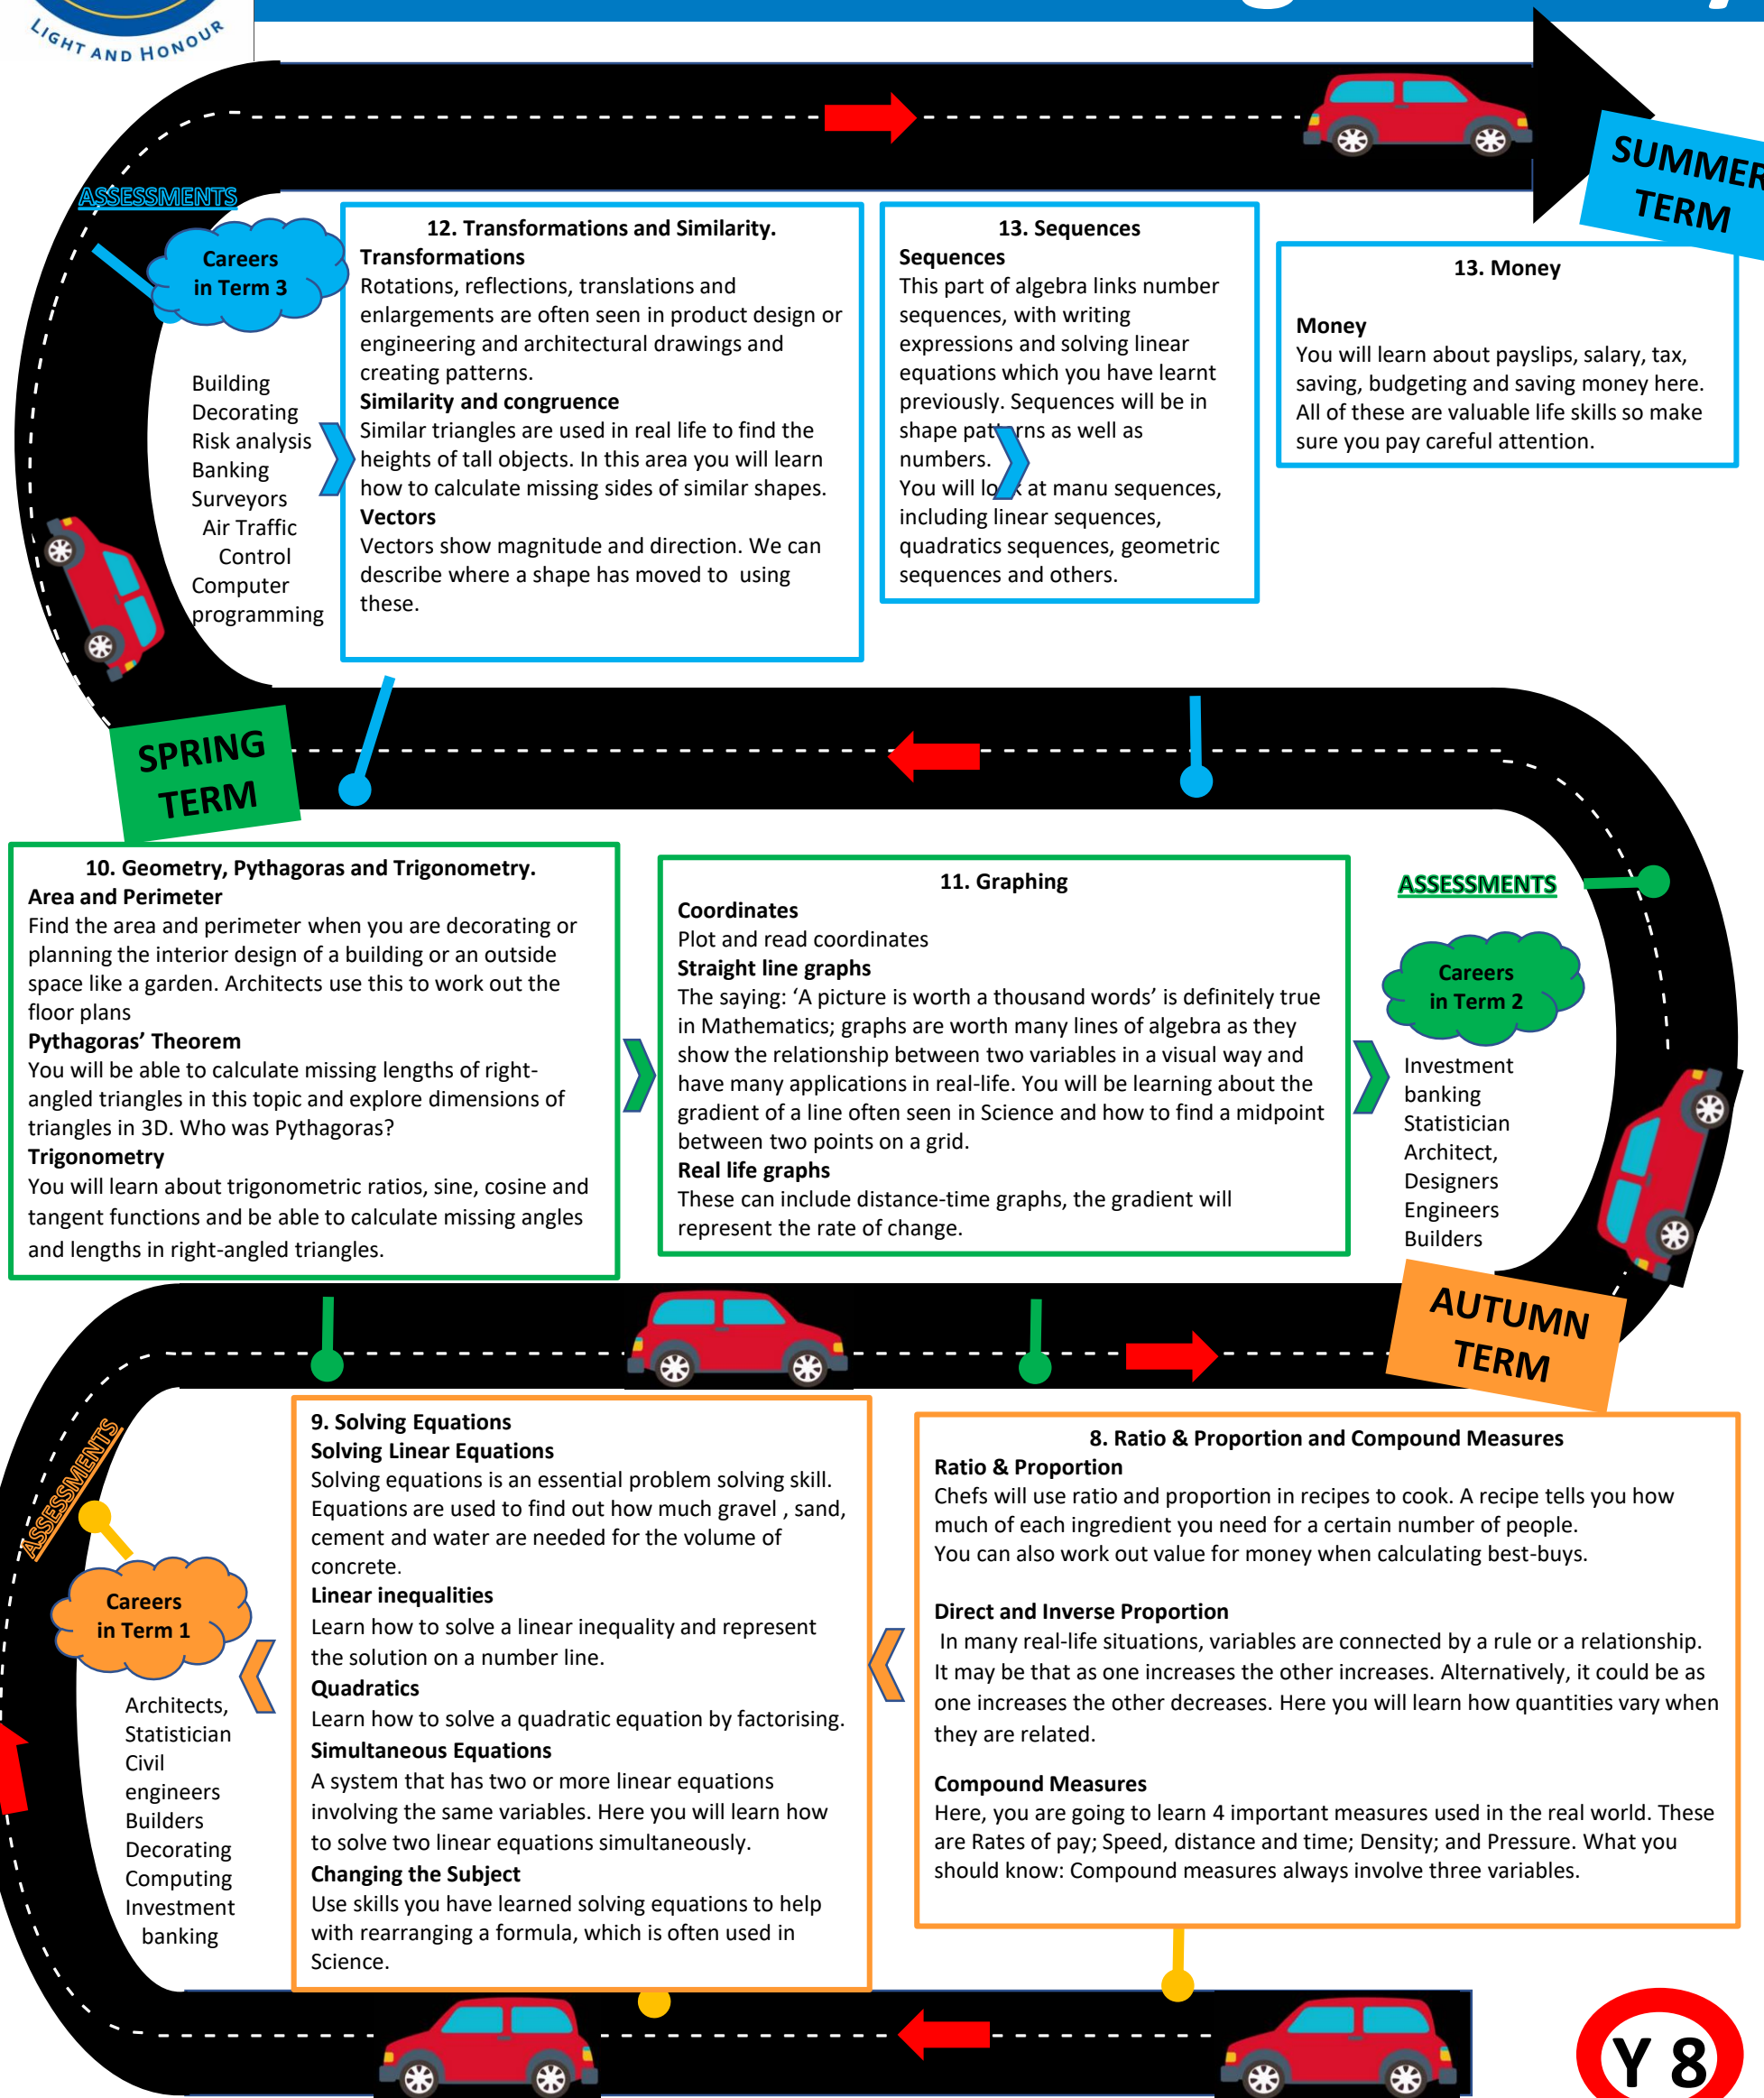 LIGHT AND HONOUR
SUMMER
TERM
ASSESSMENTS
Careers
in Term 3
Building
Decorating
Risk analysis
Banking
Surveyors
Air Traffic
Control
Computer
programming
12. Transformations and Similarity.
Transformations
Rotations, reflections, translations and
enlargements are often seen in product design or
engineering and architectural drawings and
creating patterns.
Similarity and congruence
Similar triangles are used in real life to find the
heights of tall objects. In this area you will learn
how to calculate missing sides of similar shapes.
Vectors
Vectors show magnitude and direction. We can
describe where a shape has moved to using
these.
13. Sequences
Sequences
This part of algebra links number
sequences, with writing
expressions and solving linear
equations which you have learnt
previously. Sequences will be in
shape patterns as well as
numbers.
You will look at manu sequences,
including linear sequences,
quadratics sequences, geometric
sequences and others.
13. Money
Money
You will learn about payslips, salary, tax,
saving, budgeting and saving money here.
All of these are valuable life skills so make
sure you pay careful attention.
SPRING
TERM
10. Geometry, Pythagoras and Trigonometry.
Area and Perimeter
Find the area and perimeter when you are decorating or
planning the interior design of a building or an outside
space like a garden. Architects use this to work out the
floor plans
Pythagoras’ Theorem
You will be able to calculate missing lengths of right-
angled triangles in this topic and explore dimensions of
triangles in 3D. Who was Pythagoras?
Trigonometry
You will learn about trigonometric ratios, sine, cosine and
tangent functions and be able to calculate missing angles
and lengths in right-angled triangles.
11. Graphing
Coordinates
Plot and read coordinates
Straight line graphs
The saying: ‘A picture is worth a thousand words’ is definitely true
in Mathematics; graphs are worth many lines of algebra as they
show the relationship between two variables in a visual way and
have many applications in real-life. You will be learning about the
gradient of a line often seen in Science and how to find a midpoint
between two points on a grid.
Real life graphs
These can include distance-time graphs, the gradient will
represent the rate of change.
ASSESSMENTS
Careers
in Term 2
Investment
banking
Statistician
Architect,
Designers
Engineers
Builders
AUTUMN
TERM
ASSESSMENTS
Careers
in Term 1
Architects,
Statistician
Civil
engineers
Builders
Decorating
Computing
Investment
banking
9. Solving Equations
Solving Linear Equations
Solving equations is an essential problem solving skill.
Equations are used to find out how much gravel , sand,
cement and water are needed for the volume of
concrete.
Linear inequalities
Learn how to solve a linear inequality and represent
the solution on a number line.
Quadratics
Learn how to solve a quadratic equation by factorising.
Simultaneous Equations
A system that has two or more linear equations
involving the same variables. Here you will learn how
to solve two linear equations simultaneously.
Changing the Subject
Use skills you have learned solving equations to help
with rearranging a formula, which is often used in
Science.
8. Ratio & Proportion and Compound Measures
Ratio & Proportion
Chefs will use ratio and proportion in recipes to cook. A recipe tells you how
much of each ingredient you need for a certain number of people.
You can also work out value for money when calculating best-buys.
Direct and Inverse Proportion
In many real-life situations, variables are connected by a rule or a relationship.
It may be that as one increases the other increases. Alternatively, it could be as
one increases the other decreases. Here you will learn how quantities vary when
they are related.
Compound Measures
Here, you are going to learn 4 important measures used in the real world. These
are Rates of pay; Speed, distance and time; Density; and Pressure. What you
should know: Compound measures always involve three variables.
Y 8